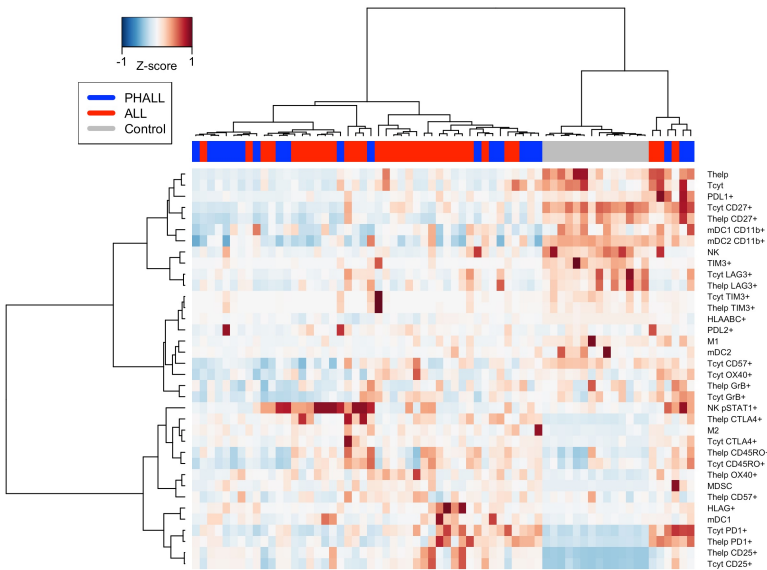 -1 1
Z-score
PHALL
ALL
Control
Thelp
Tcyt
PDL1+
Tcyt CD27+
Thelp CD27+
mDC1 CD11b+
mDC2 CD11b+
NK
TIM3+
Tcyt LAG3+
Thelp LAG3+
Tcyt TIM3+
Thelp TIM3+
HLAABC+
PDL2+
M1
mDC2
Tcyt CD57+
Tcyt OX40+
Thelp GrB+
Tcyt GrB+
NK pSTAT1+
Thelp CTLA4+
M2
Tcyt CTLA4+
Thelp CD45RO+
Tcyt CD45RO+
Thelp OX40+
MDSC
Thelp CD57+
HLAG+
mDC1
Tcyt PD1+
Thelp PD1+
Thelp CD25+
Tcyt CD25+